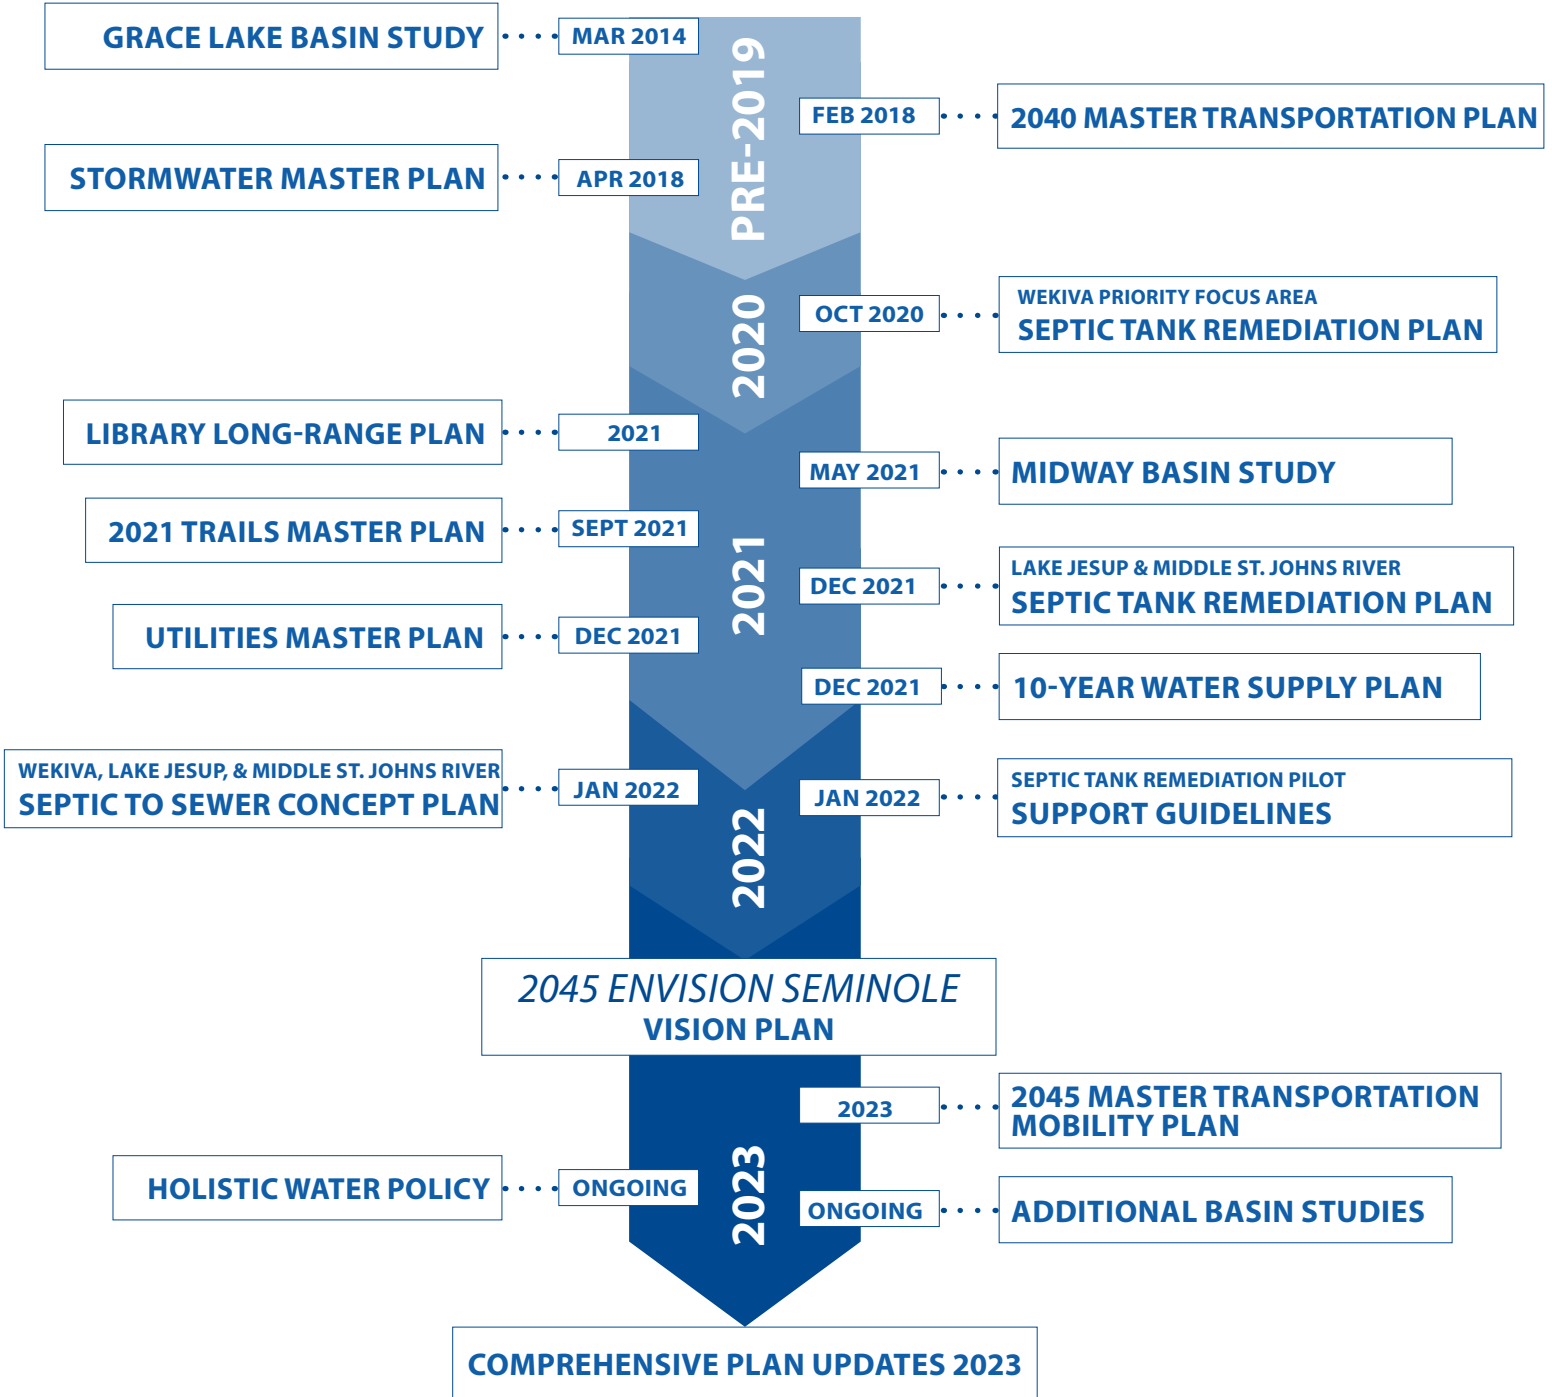 GRACE LAKE BASIN STUDY
MAR 2014
PRE-2019
FEB 2018
2040 MASTER TRANSPORTATION PLAN
STORMWATER MASTER PLAN
APR 2018
2020
OCT 2020
WEKIVA PRIORITY FOCUS AREA
SEPTIC TANK REMEDIATION PLAN
LIBRARY LONG-RANGE PLAN
2021
MAY 2021
MIDWAY BASIN STUDY
2021 TRAILS MASTER PLAN
SEPT 2021
2021
DEC 2021
LAKE JESUP & MIDDLE ST. JOHNS RIVER
SEPTIC TANK REMEDIATION PLAN
UTILITIES MASTER PLAN
DEC 2021
DEC 2021
10-YEAR WATER SUPPLY PLAN
WEKIVA, LAKE JESUP, & MIDDLE ST. JOHNS RIVER
SEPTIC TO SEWER CONCEPT PLAN
JAN 2022
2022
JAN 2022
SEPTIC TANK REMEDIATION PILOT
SUPPORT GUIDELINES
2045 ENVISION SEMINOLE
VISION PLAN
2023
2045 MASTER TRANSPORTATION
MOBILITY PLAN
HOLISTIC WATER POLICY
ONGOING
2023
ONGOING
ADDITIONAL BASIN STUDIES
COMPREHENSIVE PLAN UPDATES 2023